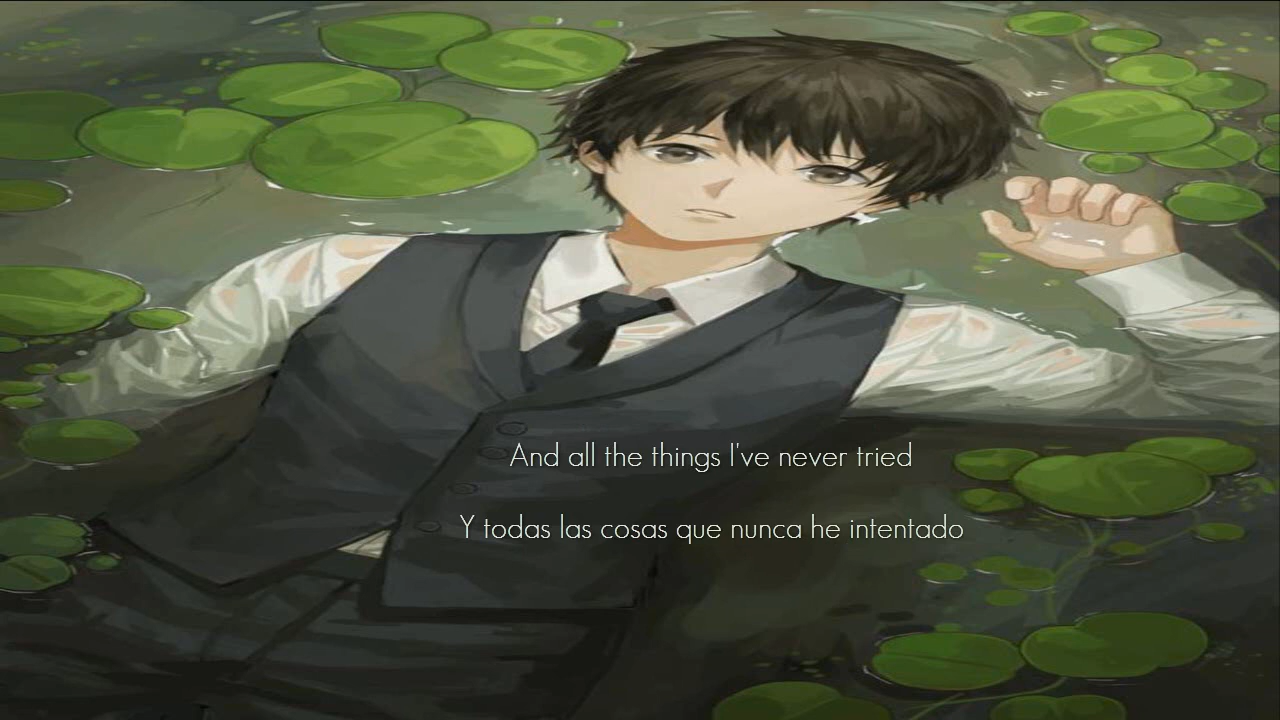 And all the things I've never tried
Y todas las cosas que nunca he intentado